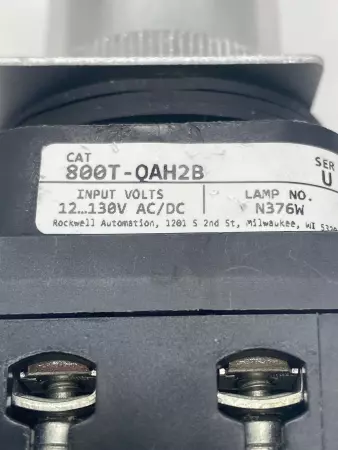 CAT SER
800T-QAH2B U
INPUT VOLTS LAMP NO.
12...130V AC/DC N376W
Rockwell Automation, 1201 S 2nd St, Milwaukee, WI